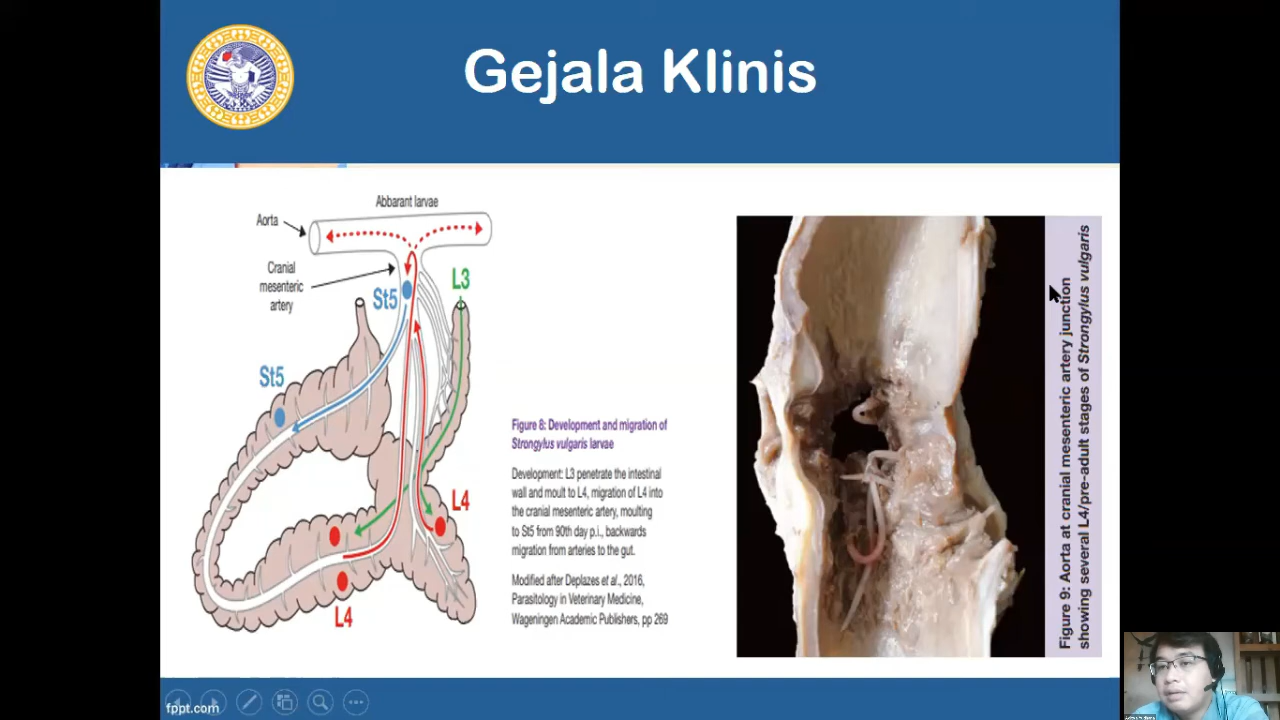 Gejala Klinis
Abbarant larvae
Aorta
Cranial
mesenteric
artery
L3
St5
St5
L4
L4
Figure 8: Development and migration of
Strongylus vulgaris larvae
Development: L3 penetrate the intestinal
wall and moult to L4, migration of L4 into
the cranial mesenteric artery, moulting
to St5 from 90th day p.i., backwards
migration from arteries to the gut.
Modified after Deplazes et al., 2016,
Parasitology in Veterinary Medicine,
Wageningen Academic Publishers, pp 269
Figure 9: Aorta at cranial mesenteric artery junction
showing several L4/pre-adult stages of Strongylus vulgaris
fppt.com